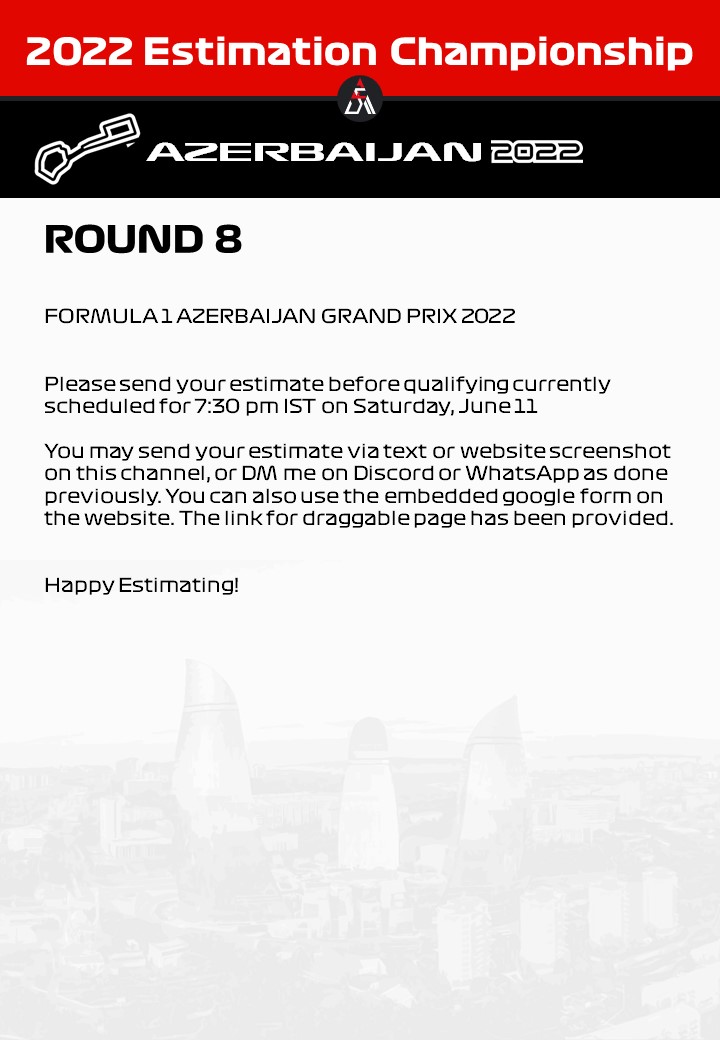 2022 Estimation Championship
AZERBAIJAN 2022
ROUND 8
FORMULA 1 AZERBAIJAN GRAND PRIX 2022
Please send your estimate before qualifying currently
scheduled for 7:30 pm IST on Saturday, June 11
You may send your estimate via text or website screenshot
on this channel, or DM me on Discord or WhatsApp as done
previously. You can also use the embedded google form on
the website. The link for draggable page has been provided.
Happy Estimating!